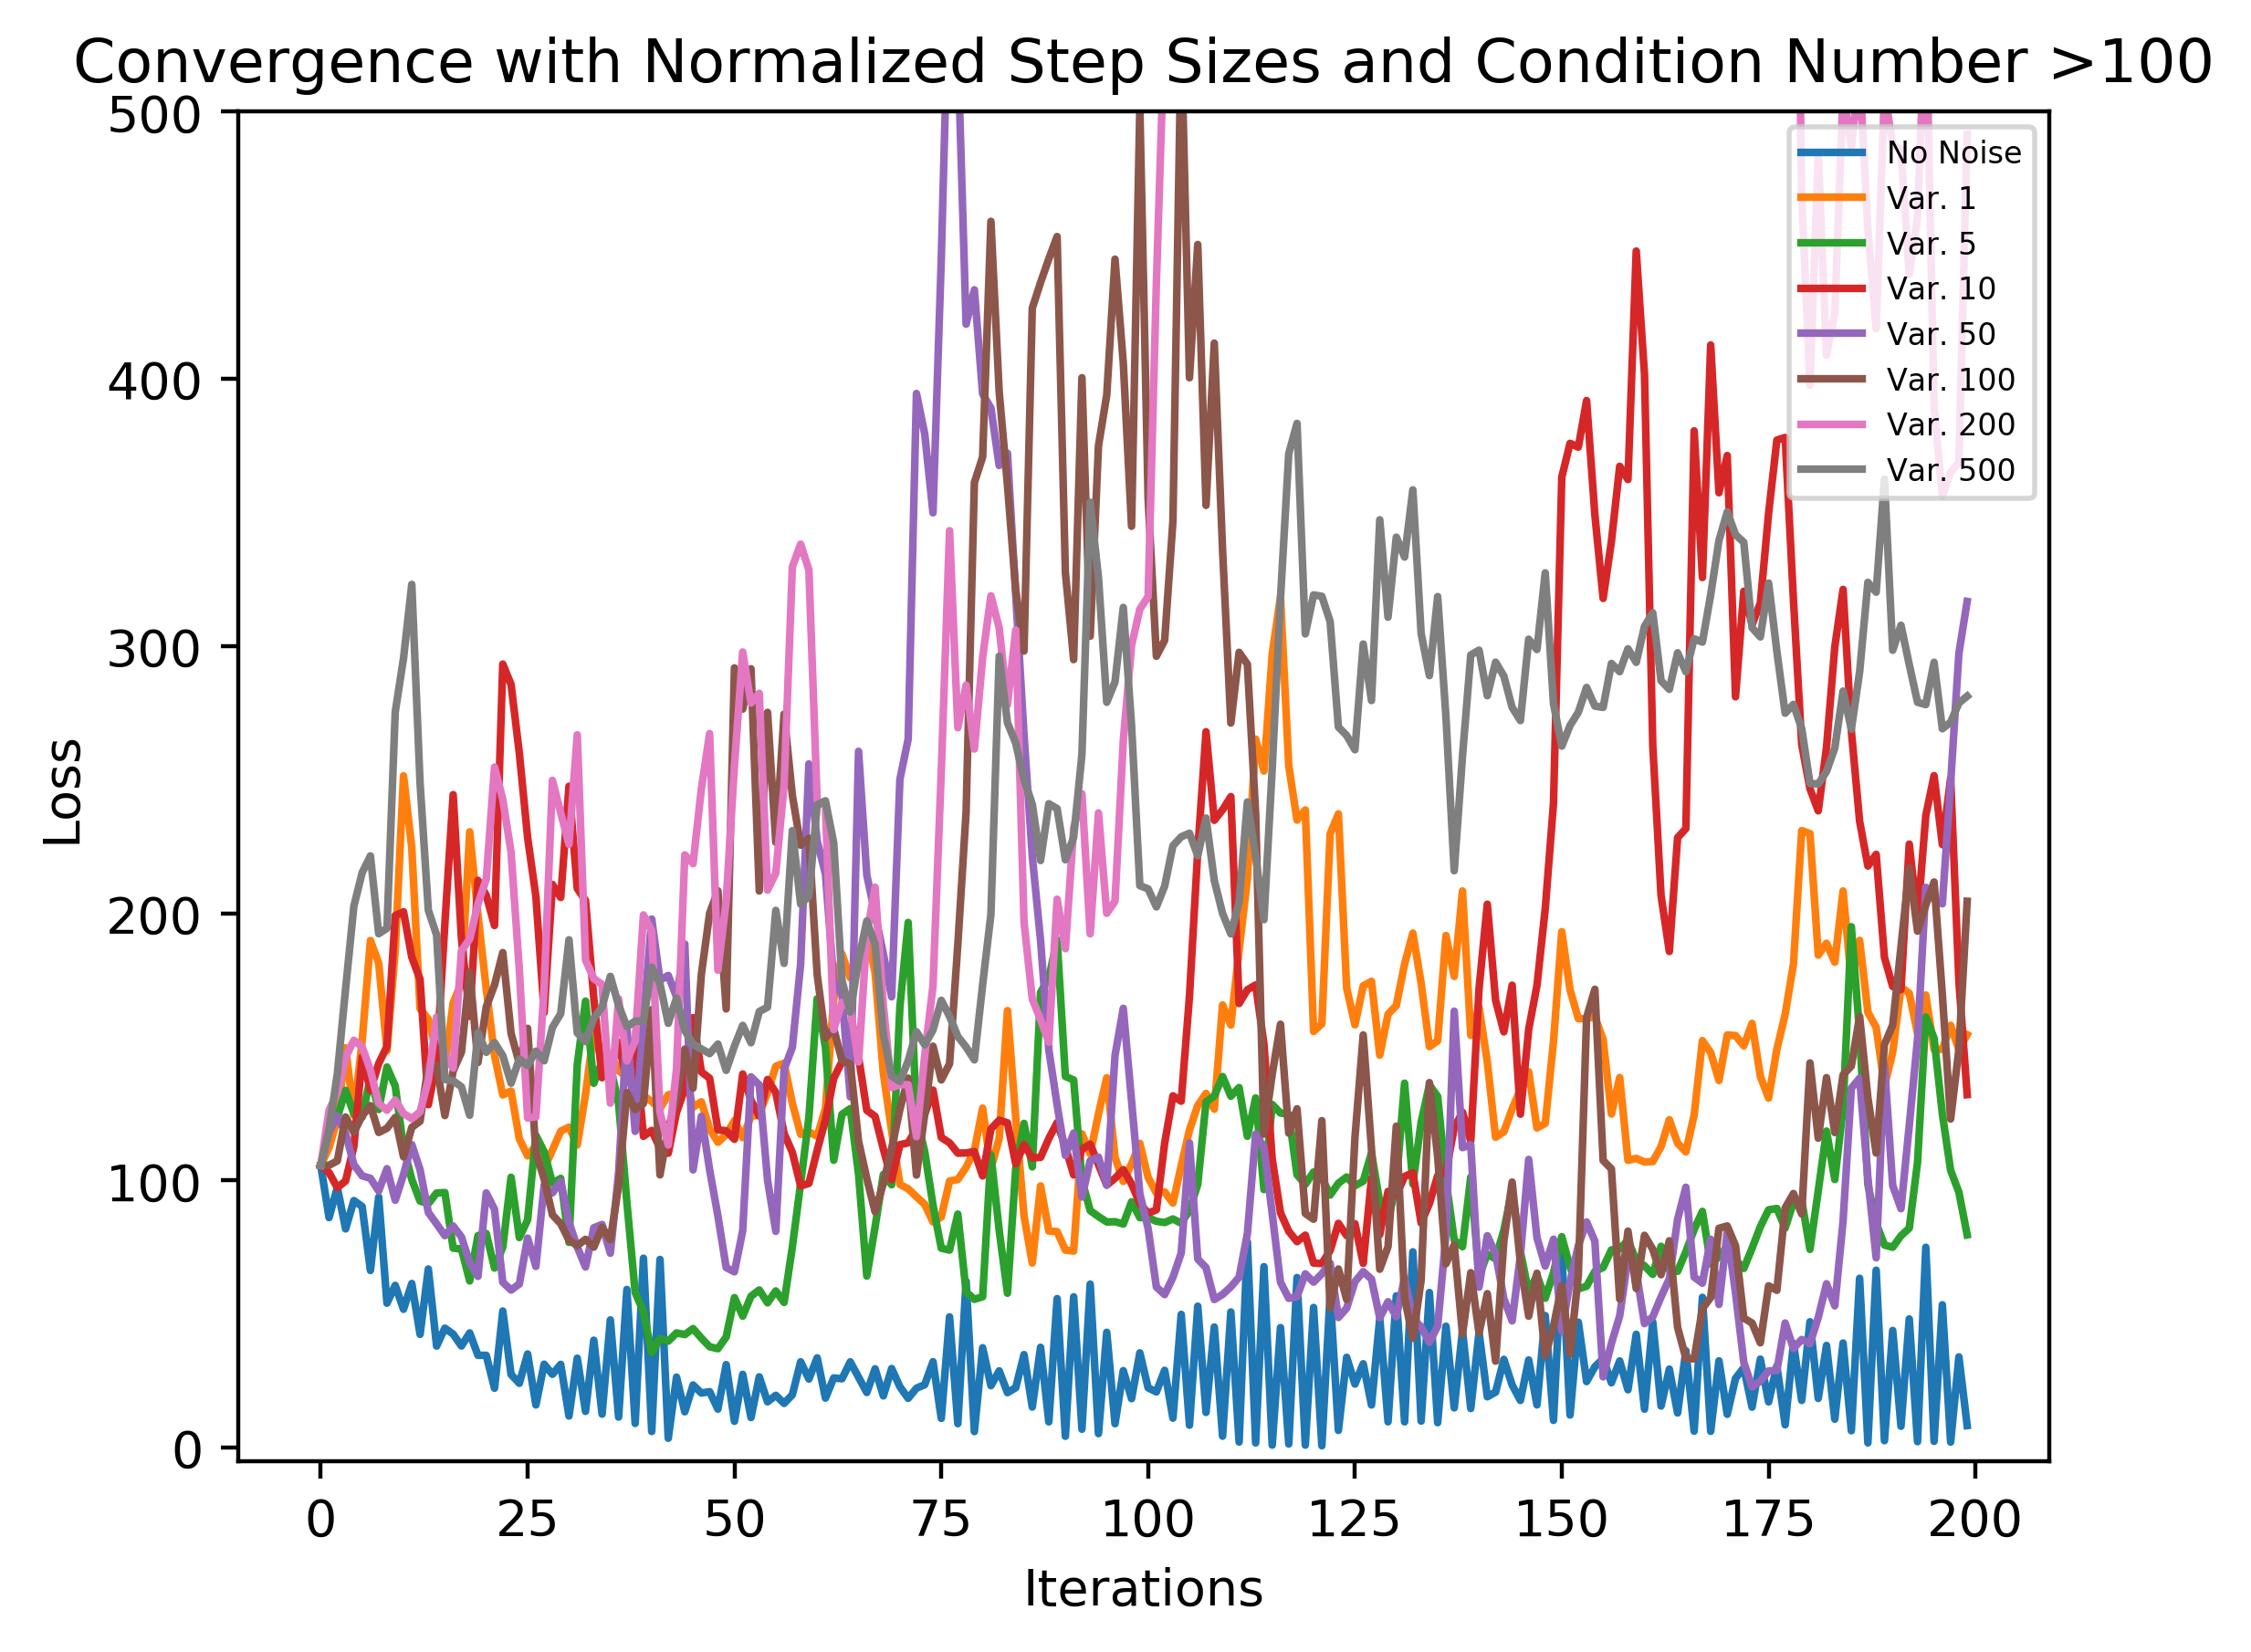 Convergence with Normalized Step Sizes and Condition Number >100
500
400
300
200
100
0
Loss
No Noise
Var. 1
Var. 5
Var. 10
Var. 50
Var. 100
Var. 200
Var. 500
0 25 50 75 100 125 150 175 200
Iterations